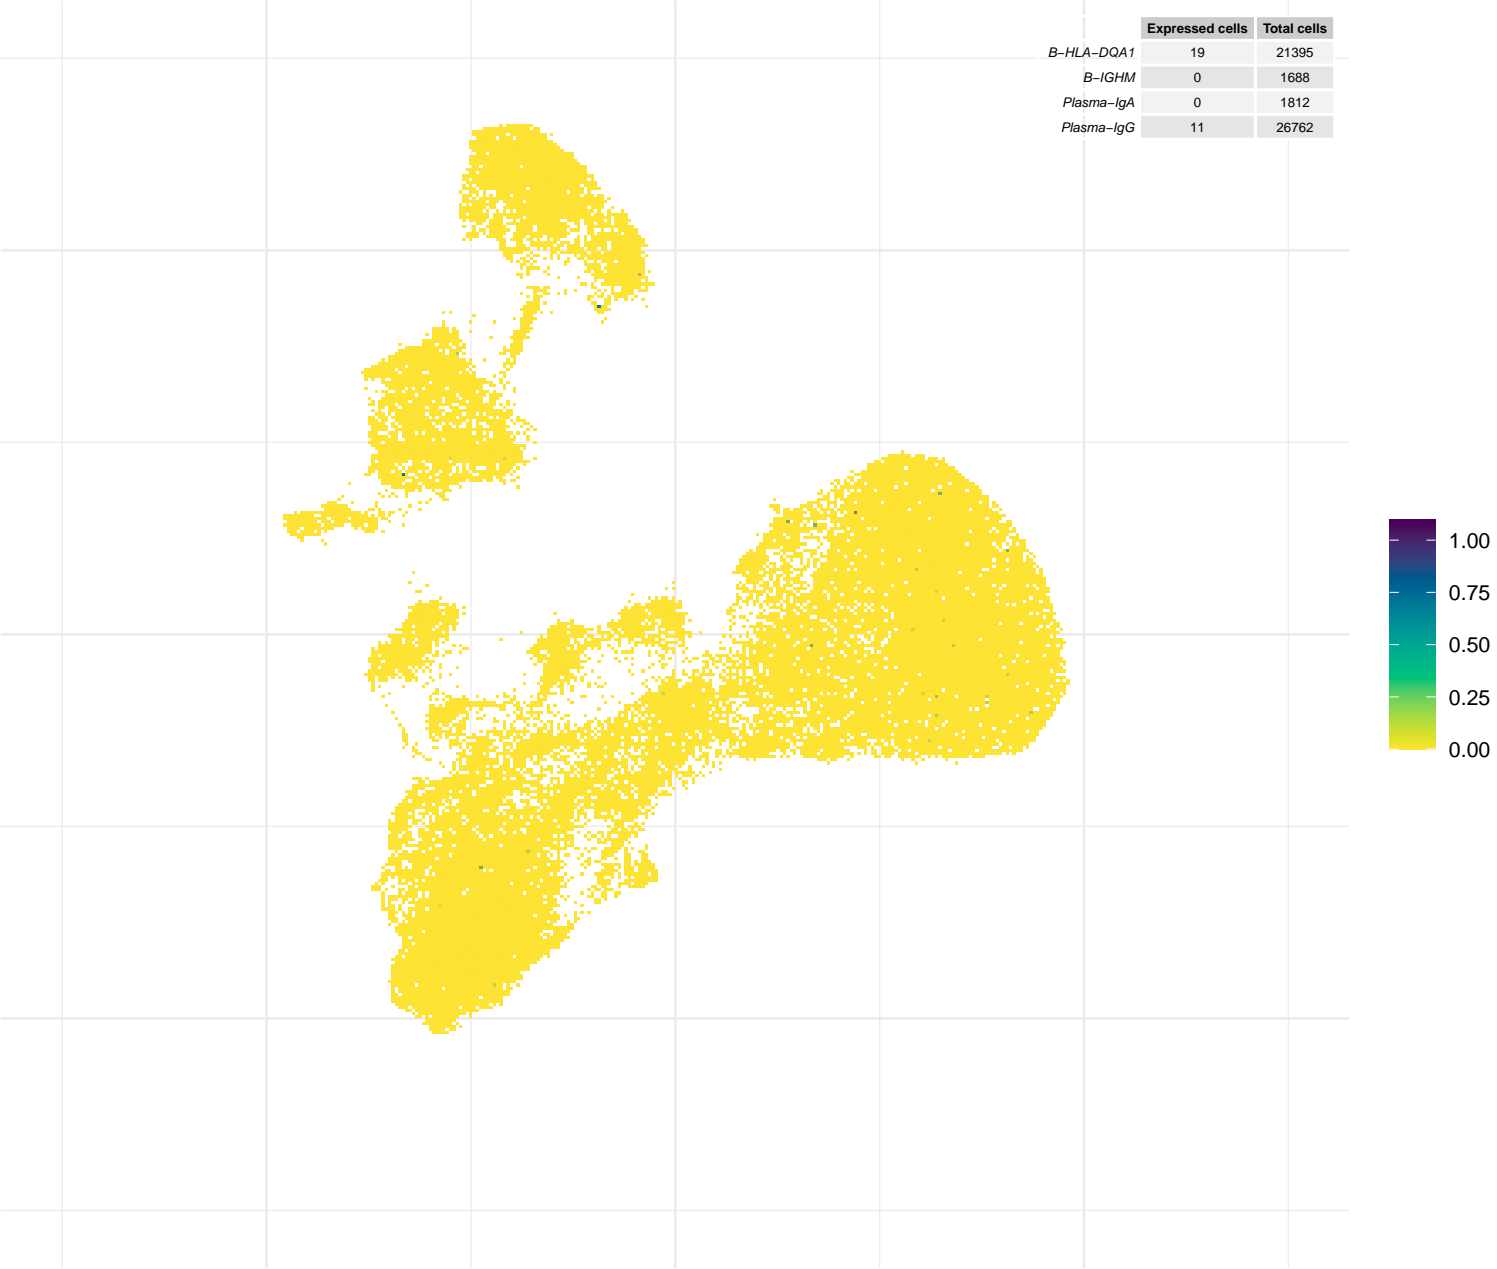 Expressed cells Total cells
B−HLA−DQA1 19 21395
B−IGHM 0 1688
Plasma−IgA 0 1812
Plasma−IgG 11 26762
1.00
0.75
0.50
0.25
0.00